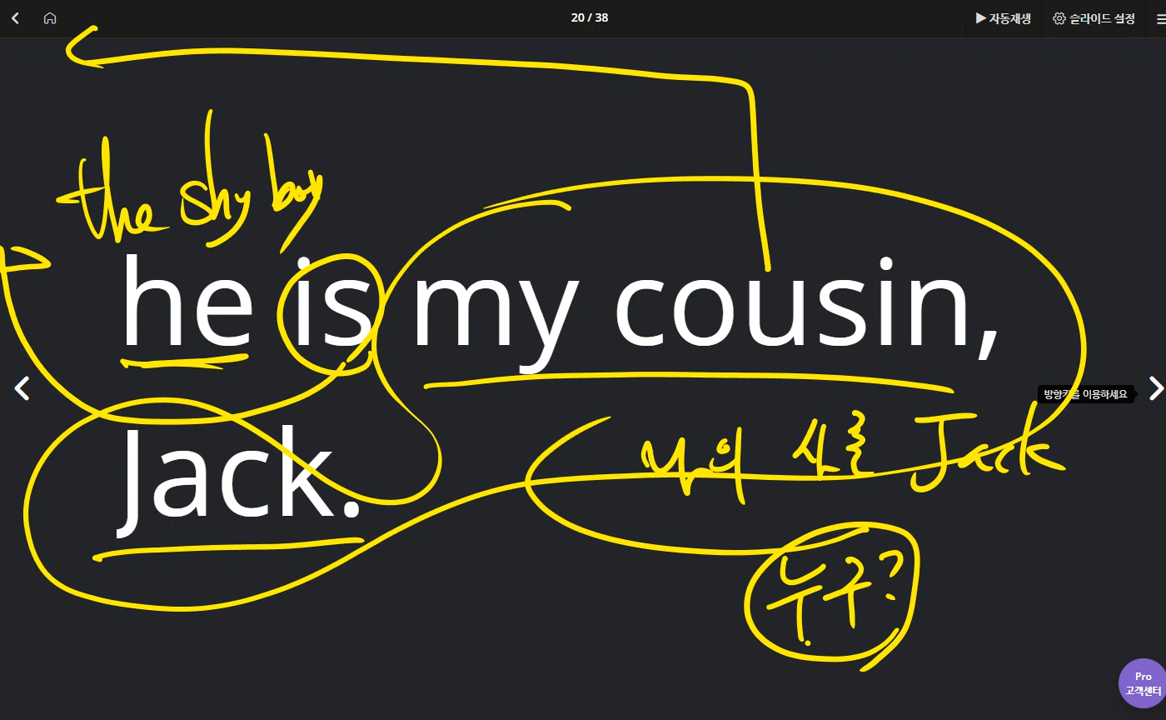 20 / 38
▶ 자동재생
슬라이드 설정
the shy boy
he is my cousin,
방향키를 이용하세요
Jack.
나의 사촌 Jack
누구?
Pro
고객센터